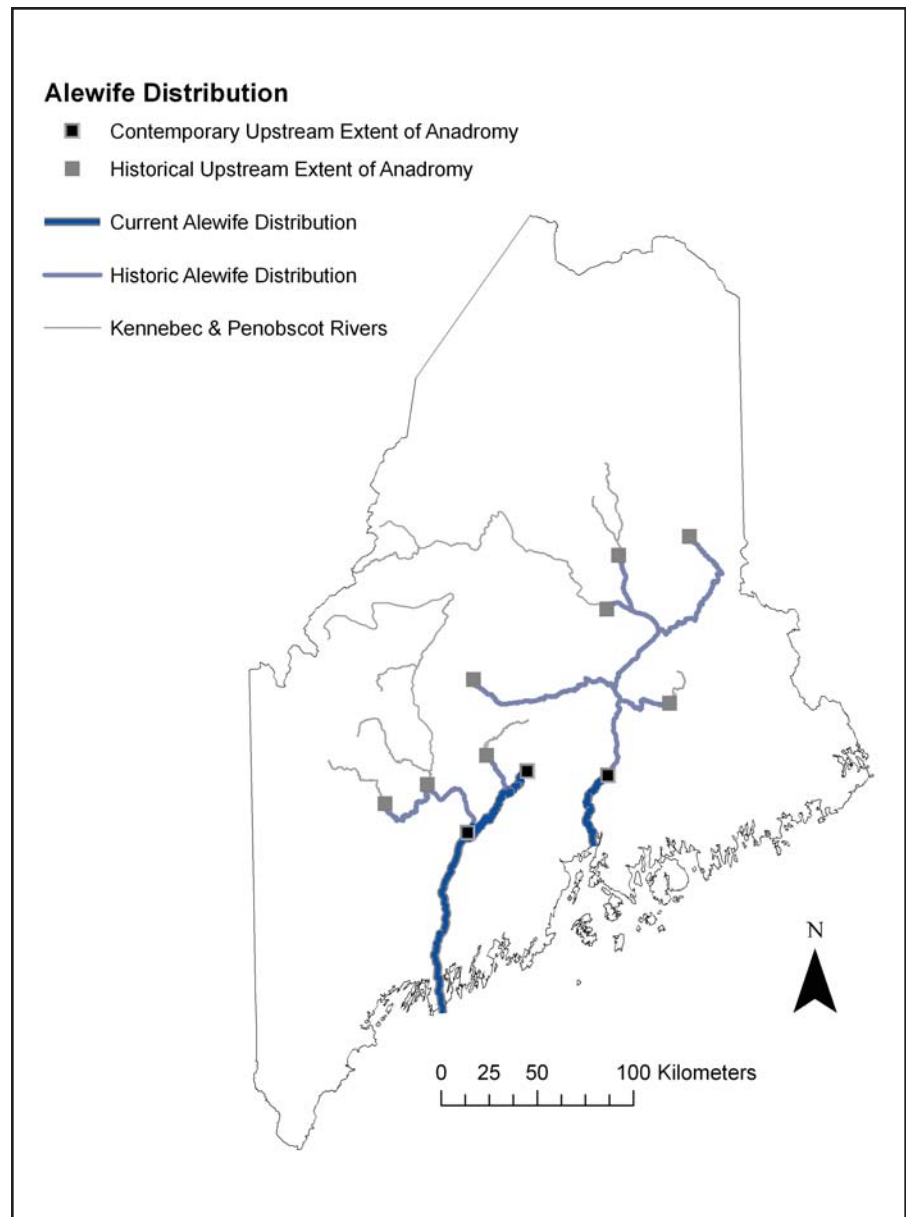 Alewife Distribution
Contemporary Upstream Extent of Anadromy
Historical Upstream Extent of Anadromy
Current Alewife Distribution
Historic Alewife Distribution
Kennebec & Penobscot Rivers
N
0 25 50 100 Kilometers